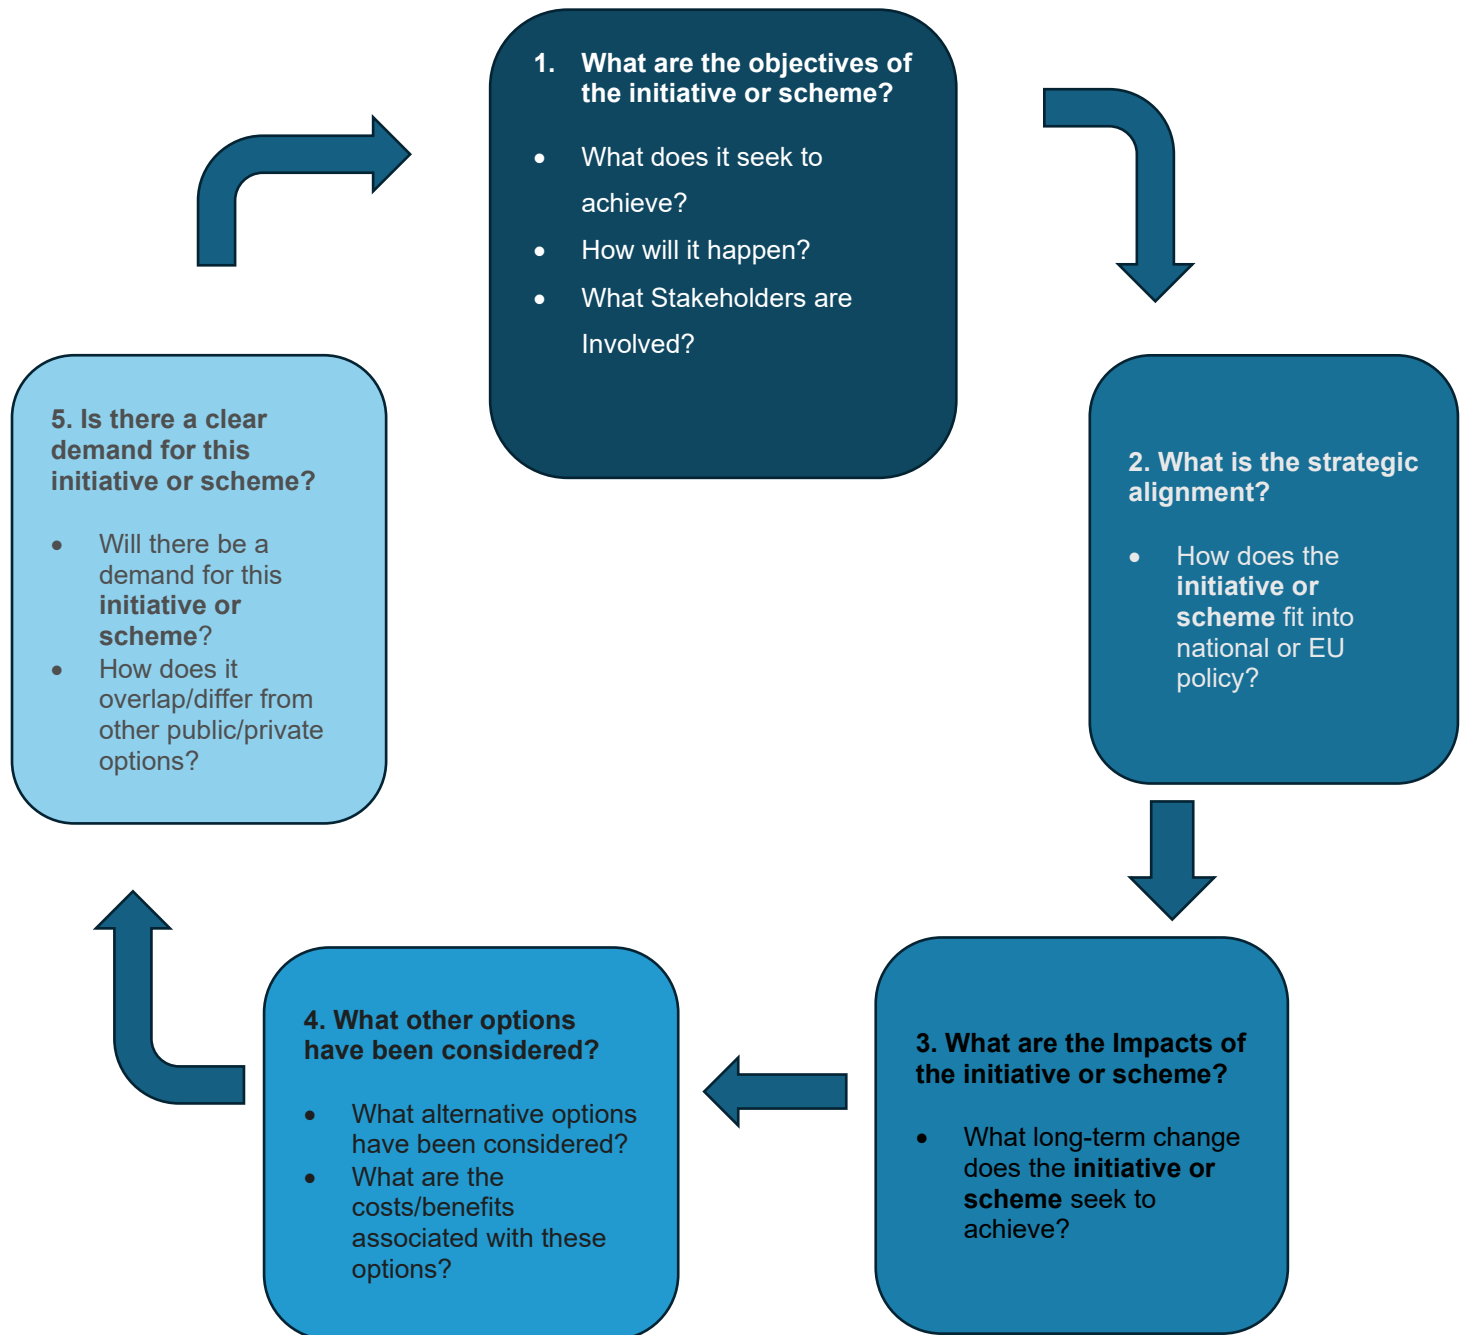 1. What are the objectives of
the initiative or scheme?
• What does it seek to
achieve?
• How will it happen?
• What Stakeholders are
Involved?
2. What is the strategic
alignment?
• How does the
initiative or
scheme fit into
national or EU
policy?
3. What are the Impacts of
the initiative or scheme?
• What long-term change
does the initiative or
scheme seek to
achieve?
4. What other options
have been considered?
• What alternative options
have been considered?
• What are the
costs/benefits
associated with these
options?
5. Is there a clear
demand for this
initiative or scheme?
• Will there be a
demand for this
initiative or
scheme?
• How does it
overlap/differ from
other public/private
options?